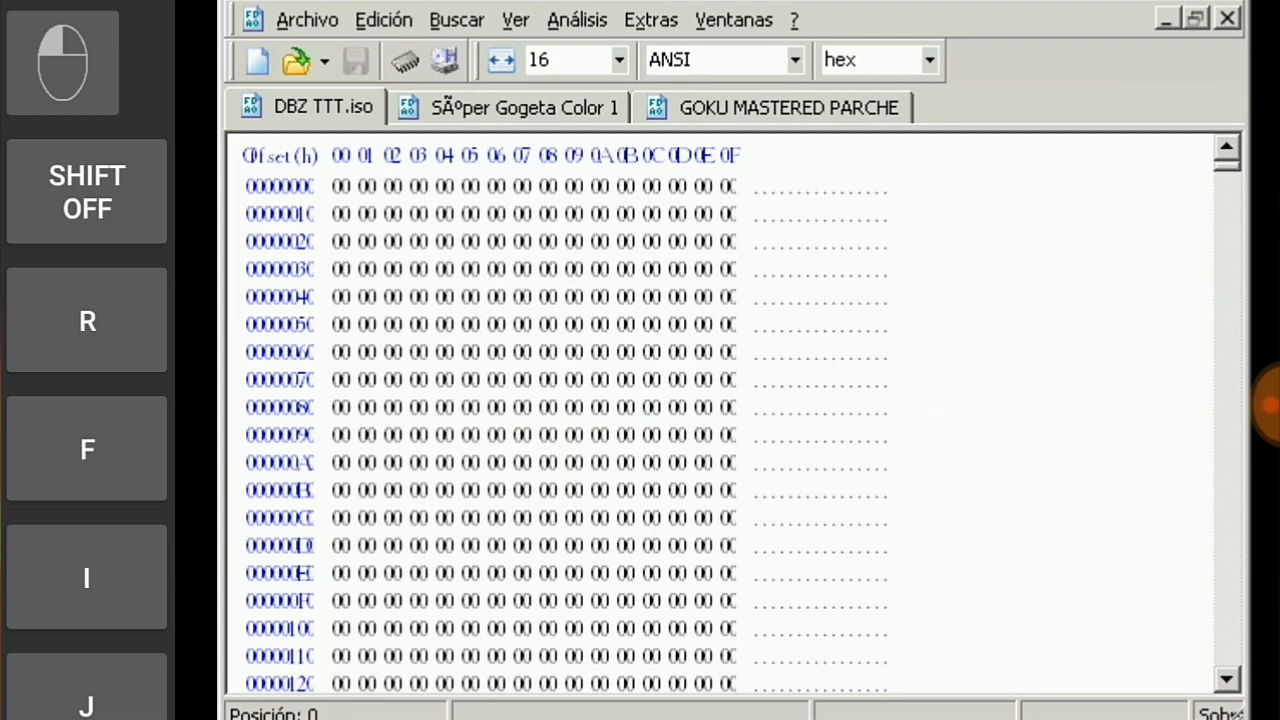 Archivo Edición Buscar Ver Análisis Extras Ventanas ?
16 ANSI hex
DBZ TTT.iso SÃºper Gogeta Color 1 GOKU MASTERED PARCHE
SHIFT
OFF
R
F
I
J
Offset(h) 00 01 02 03 04 05 06 07 08 09 0A 0B 0C 0D 0E 0F
00000000 00 00 00 00 00 00 00 00 00 00 00 00 00 00 00 00 ................
00000010 00 00 00 00 00 00 00 00 00 00 00 00 00 00 00 00 ................
00000020 00 00 00 00 00 00 00 00 00 00 00 00 00 00 00 00 ................
00000030 00 00 00 00 00 00 00 00 00 00 00 00 00 00 00 00 ................
00000040 00 00 00 00 00 00 00 00 00 00 00 00 00 00 00 00 ................
00000050 00 00 00 00 00 00 00 00 00 00 00 00 00 00 00 00 ................
00000060 00 00 00 00 00 00 00 00 00 00 00 00 00 00 00 00 ................
00000070 00 00 00 00 00 00 00 00 00 00 00 00 00 00 00 00 ................
00000080 00 00 00 00 00 00 00 00 00 00 00 00 00 00 00 00 ................
00000090 00 00 00 00 00 00 00 00 00 00 00 00 00 00 00 00 ................
000000A0 00 00 00 00 00 00 00 00 00 00 00 00 00 00 00 00 ................
000000B0 00 00 00 00 00 00 00 00 00 00 00 00 00 00 00 00 ................
000000C0 00 00 00 00 00 00 00 00 00 00 00 00 00 00 00 00 ................
000000D0 00 00 00 00 00 00 00 00 00 00 00 00 00 00 00 00 ................
000000E0 00 00 00 00 00 00 00 00 00 00 00 00 00 00 00 00 ................
000000F0 00 00 00 00 00 00 00 00 00 00 00 00 00 00 00 00 ................
00000100 00 00 00 00 00 00 00 00 00 00 00 00 00 00 00 00 ................
00000110 00 00 00 00 00 00 00 00 00 00 00 00 00 00 00 00 ................
00000120 00 00 00 00 00 00 00 00 00 00 00 00 00 00 00 00 ................
Posición: 0